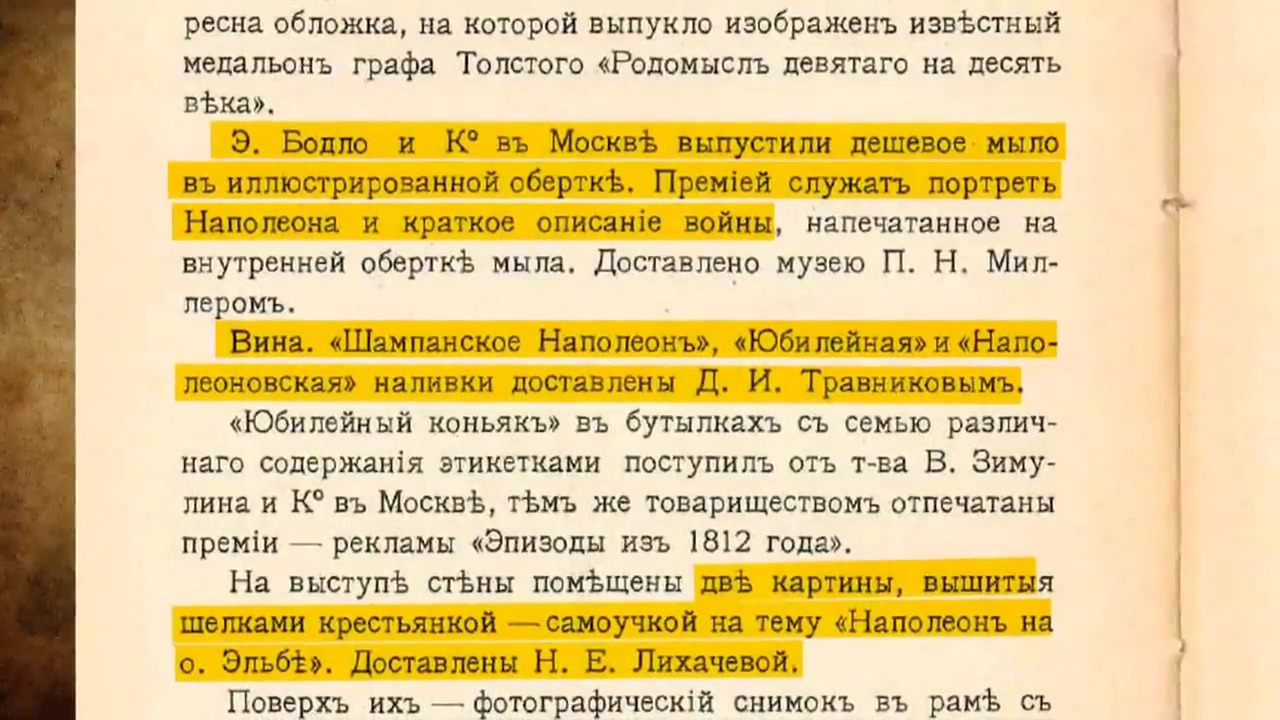 ресна обложка, на которой выпукло изображенъ извѣстный
медальонъ графа Толстого «Родомыслъ девятаго на десять
вѣка».
Э. Бодло и Кº въ Москвѣ выпустили дешевое мыло
въ иллюстрированной оберткѣ. Преміей служатъ портретъ
Наполеона и краткое описаніе войны, напечатанное на
внутренней оберткѣ мыла. Доставлено музею П. Н. Мил-
леромъ.
Вина. «Шампанское Наполеонъ», «Юбилейная» и «Напо-
леоновская» наливки доставлены Д. И. Травниковымъ.
«Юбилейный коньякъ» въ бутылкахъ съ семью различ-
наго содержанія этикетками поступилъ отъ т-ва В. Зиму-
лина и Кº въ Москвѣ, тѣмъ же товариществомъ отпечатаны
преміи — рекламы «Эпизоды изъ 1812 года».
На выступѣ стѣны помѣщены двѣ картины, вышитыя
шелками крестьянкой — самоучкой на тему «Наполеонъ на
о. Эльбѣ». Доставлены Н. Е. Лихачевой.
Поверхъ ихъ — фотографическій снимокъ въ рамѣ съ